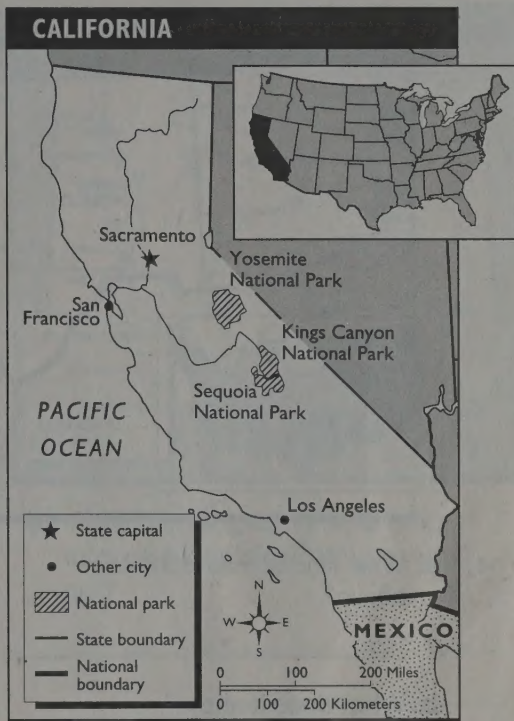 CALIFORNIA
Sacramento
Yosemite
National Park
San
Francisco
Kings Canyon
National Park
Sequoia
National Park
PACIFIC
OCEAN
Los Angeles
State capital
Other city
National park
State boundary
National
boundary
N
W E
S
MEXICO
0 100 200 Miles
0 100 200 Kilometers